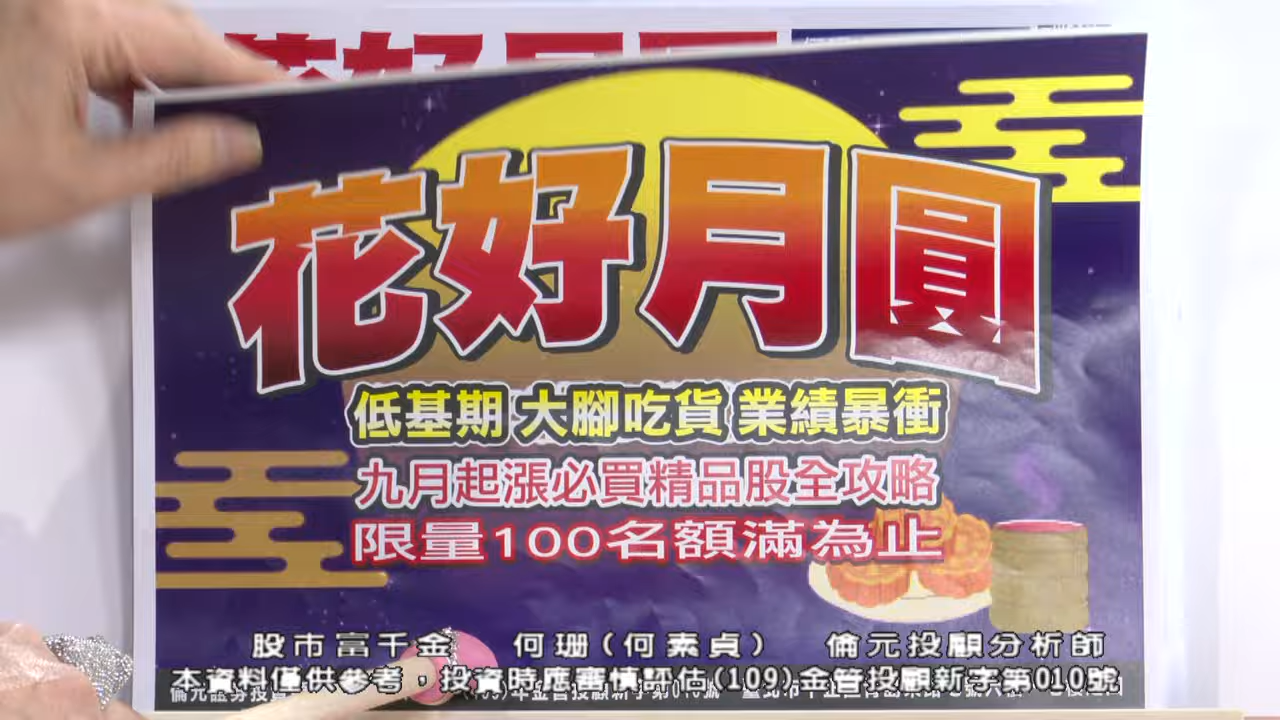 花好月圓
低基期 大腳吃貨 業績暴衝
九月起漲必買精品股全攻略
限量100名額滿為止
股市富千金 何珊(何素貞) 倫元投顧分析師
本資料僅供參考，投資時應審慎評估(109)金管投顧新字第010號